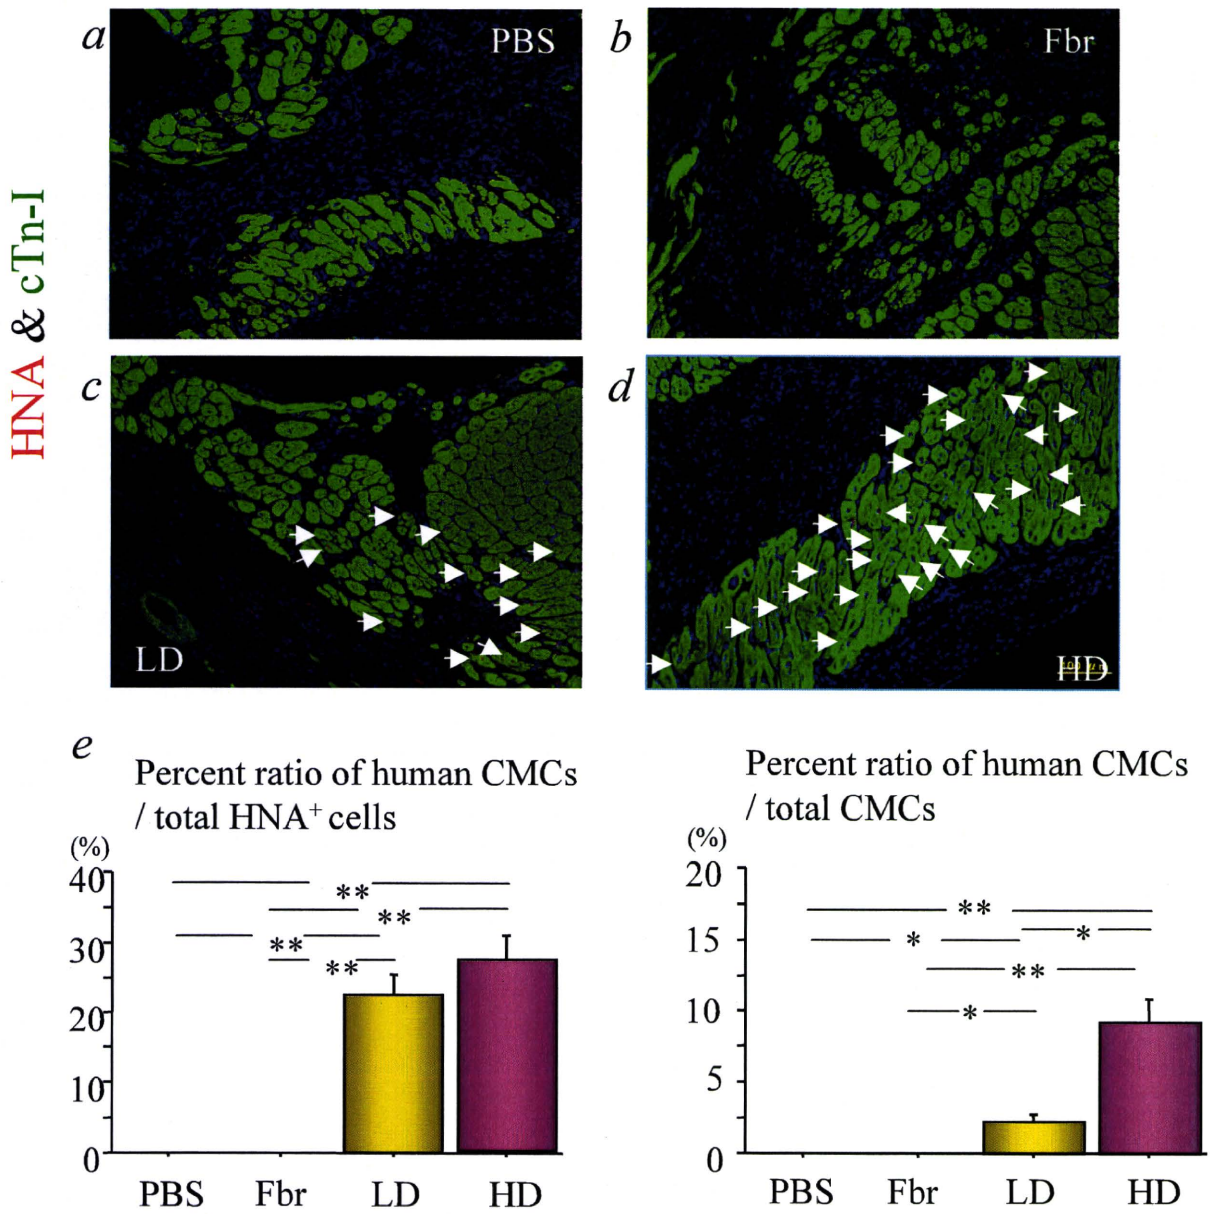 HNA & cTn-I
a
PBS
b
Fbr
c
LD
d
HD
e
Percent ratio of human CMCs
/ total HNA⁺ cells
(%)
40
30
20
10
0
**
**
**
**
PBS
Fbr
LD
HD
Percent ratio of human CMCs
/ total CMCs
(%)
20
15
10
5
0
**
*
*
**
*
PBS
Fbr
LD
HD